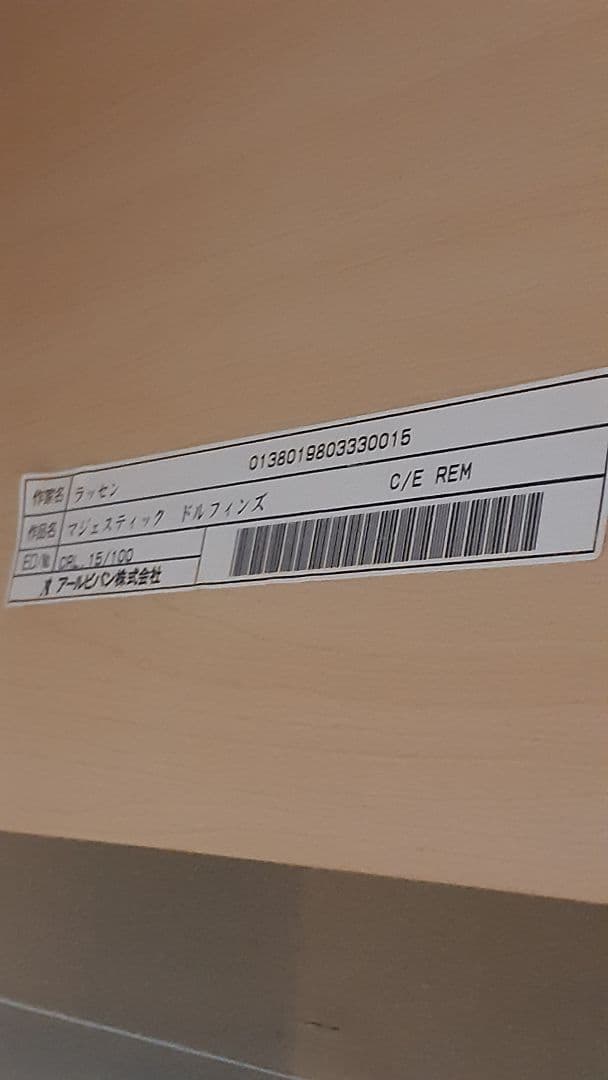 作家名 ラッセン 0138019803330015
作品名 マジェスティック ドルフィンズ C/E REM
ED/№ CBL. 15/100
アールビバン株式会社